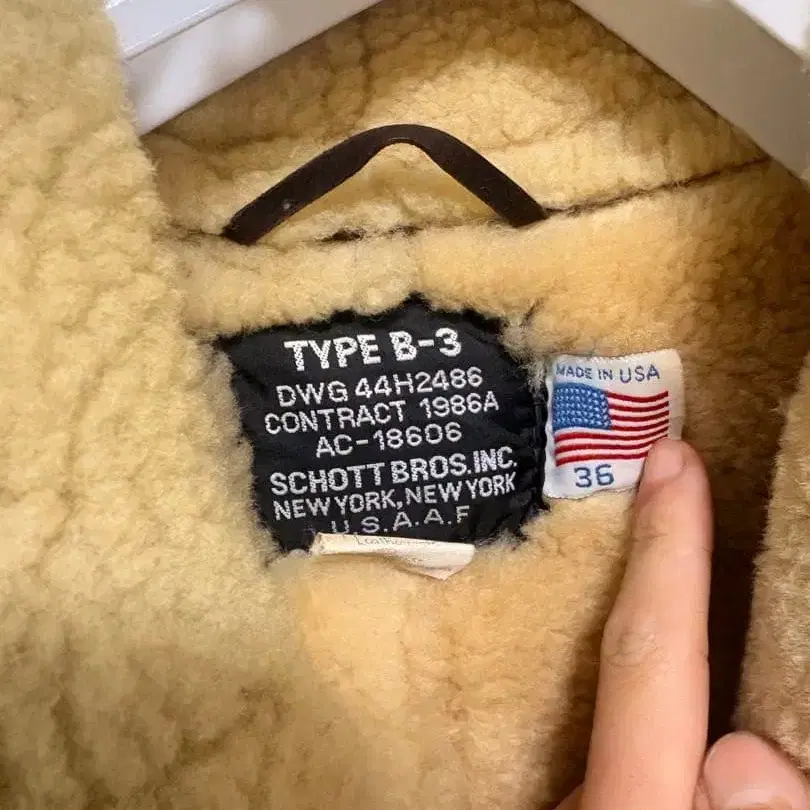 TYPE B-3
DWG 44H2486
CONTRACT 1986A
AC-18606
SCHOTT BROS. INC.
NEW YORK, NEW YORK
U.S.A.A.F
MADE IN USA
36